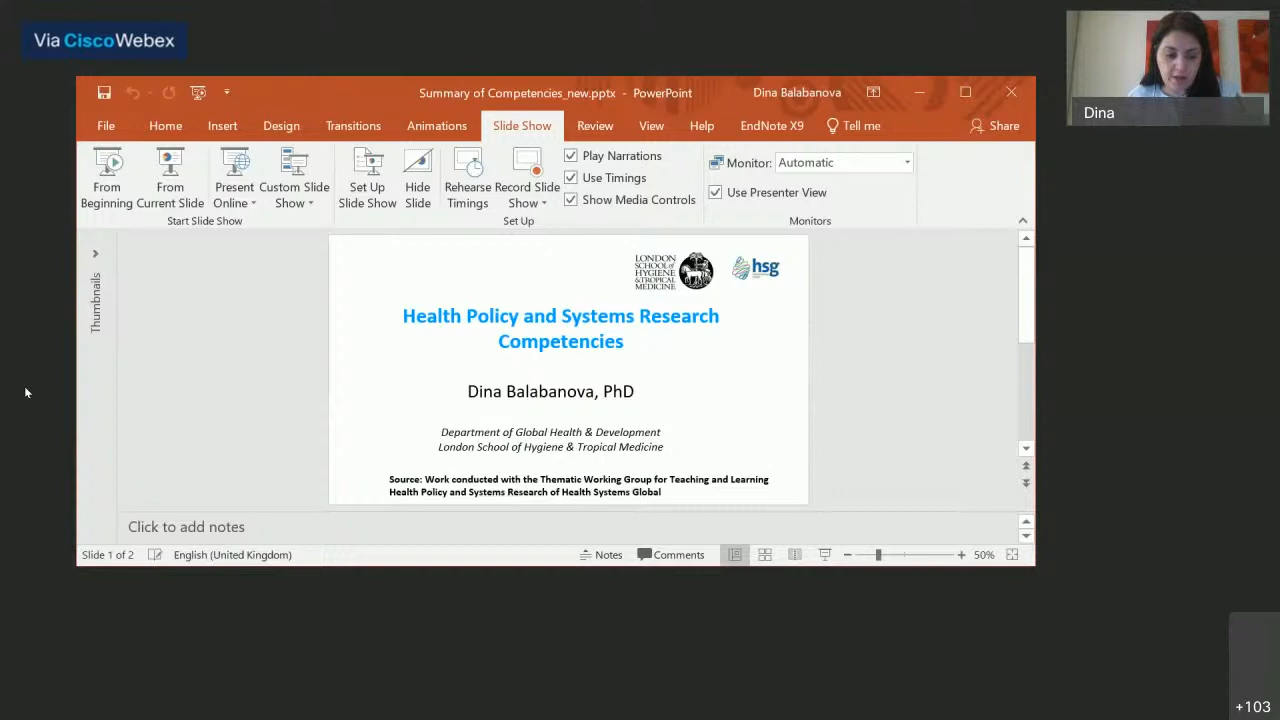 Via CiscoWebex
Dina
Summary of Competencies_new.pptx - PowerPoint
Dina Balabanova
File Home Insert Design Transitions Animations Slide Show Review View Help EndNote X9 Tell me Share
From Beginning
From Current Slide
Present Online
Custom Slide Show
Start Slide Show
Set Up Slide Show
Hide Slide
Rehearse Timings
Record Slide Show
Play Narrations
Use Timings
Show Media Controls
Set Up
Monitor: Automatic
Use Presenter View
Monitors
Thumbnails
LONDON
SCHOOL of
HYGIENE
&TROPICAL
MEDICINE
hsg
Health Policy and Systems Research
Competencies
Dina Balabanova, PhD
Department of Global Health & Development
London School of Hygiene & Tropical Medicine
Source: Work conducted with the Thematic Working Group for Teaching and Learning
Health Policy and Systems Research of Health Systems Global
Click to add notes
Slide 1 of 2 English (United Kingdom) Notes Comments 50%
+103